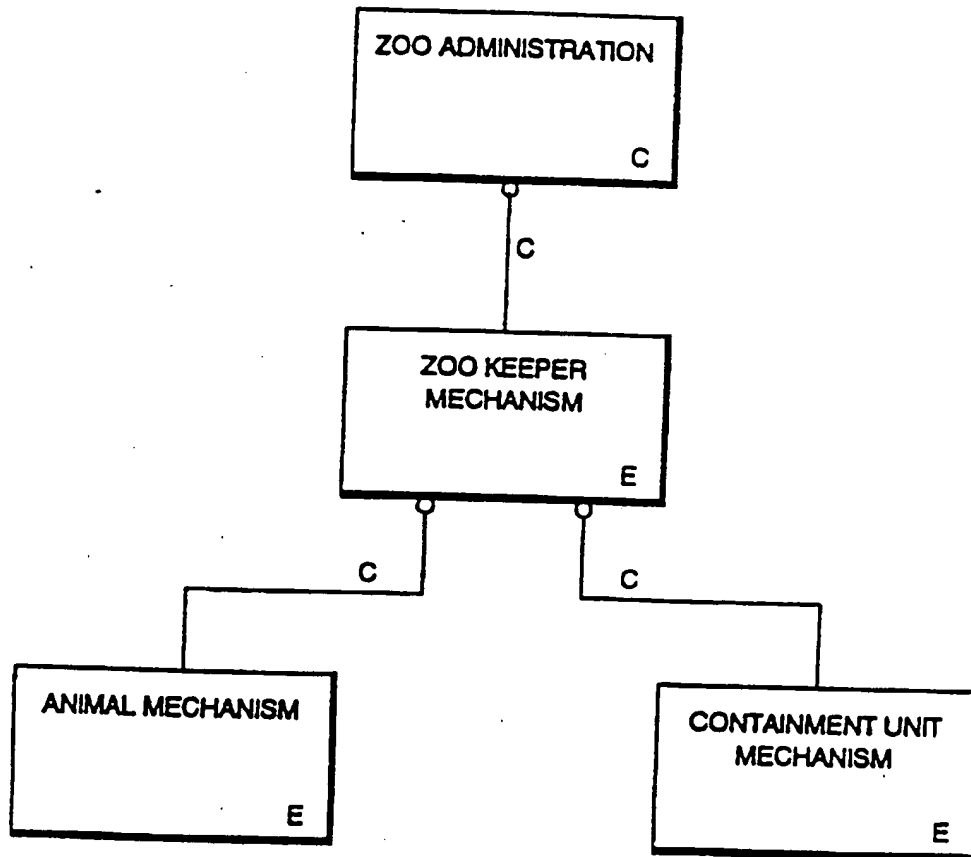 ZOO ADMINISTRATION
C
C
ZOO KEEPER
MECHANISM
E
C
C
ANIMAL MECHANISM
E
CONTAINMENT UNIT
MECHANISM
E